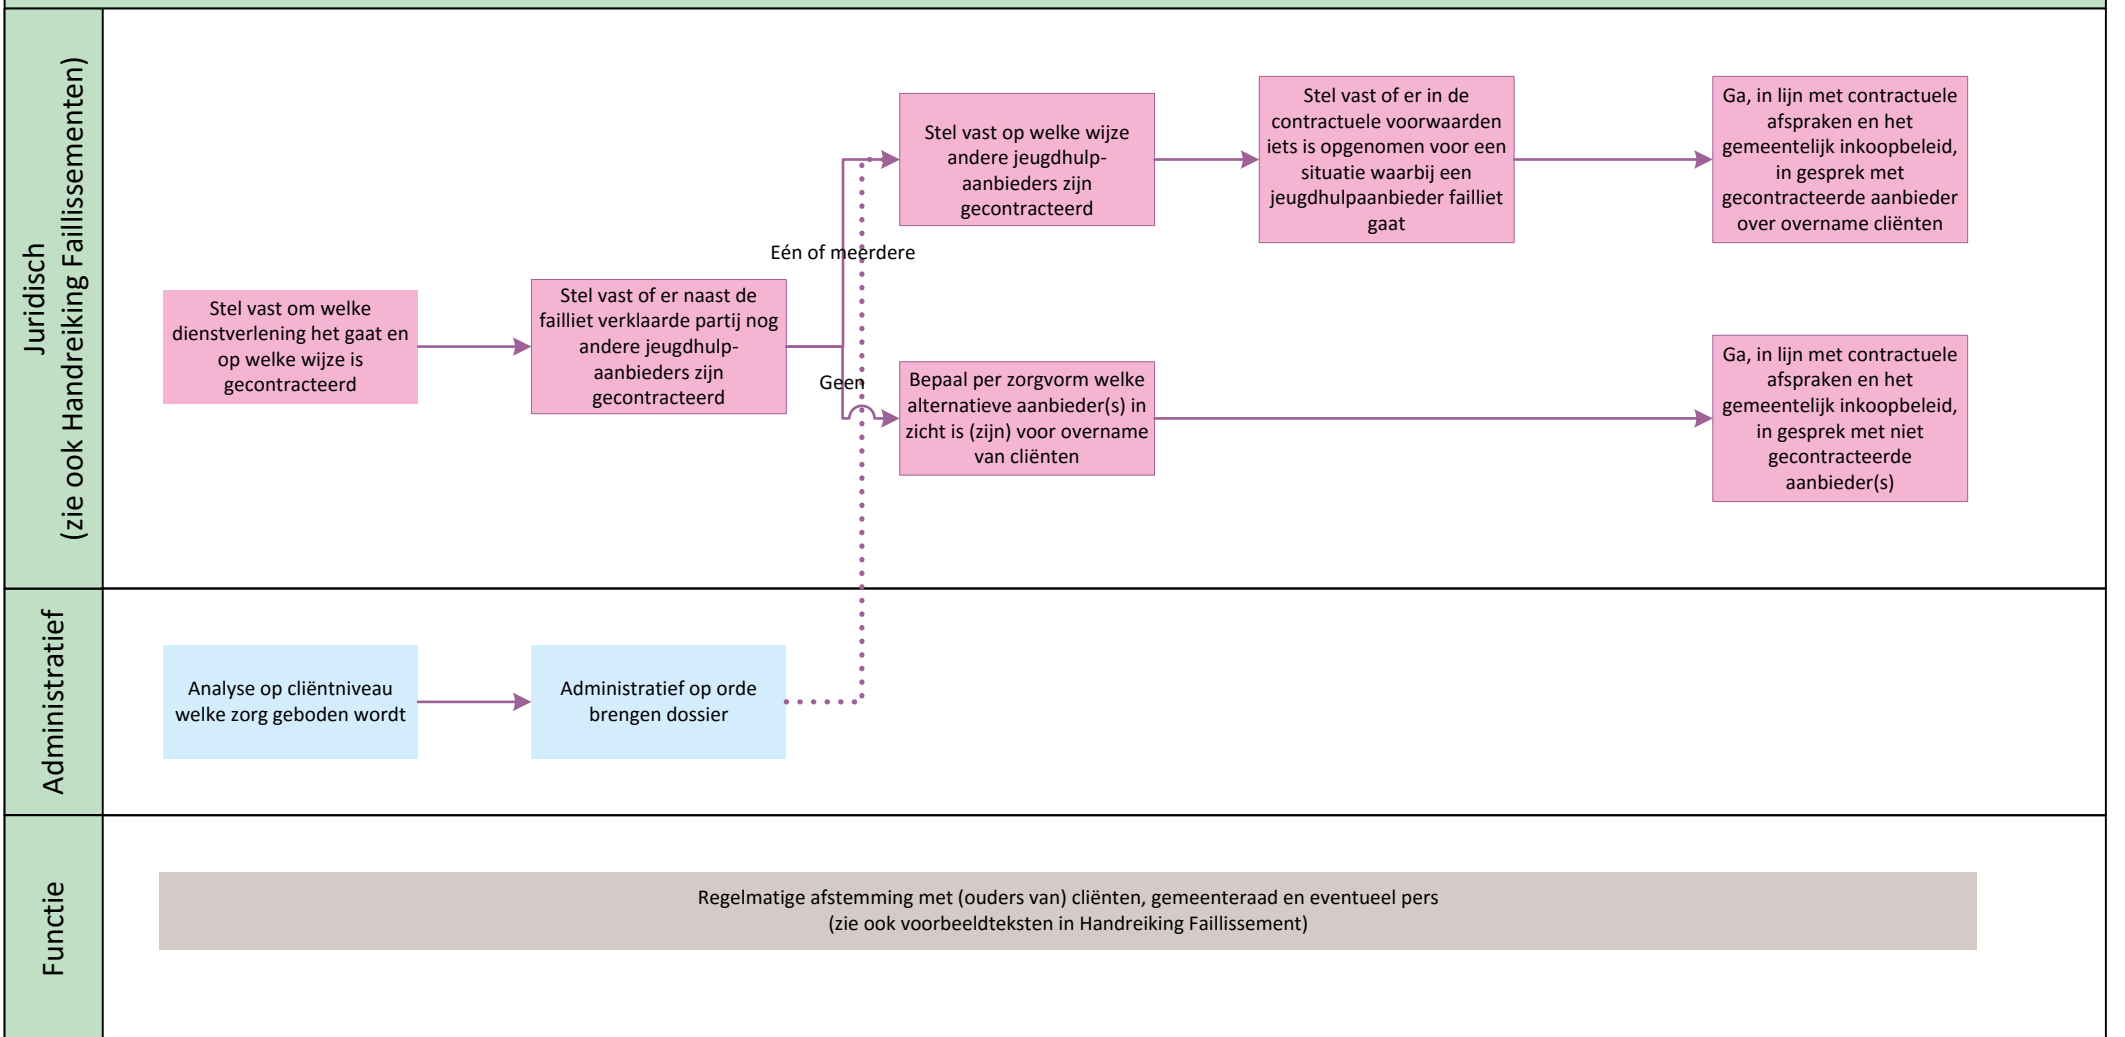 Juridisch
(zie ook Handreiking Faillissementen)
Stel vast om welke
dienstverlening het gaat en
op welke wijze is
gecontracteerd
Stel vast of er naast de
failliet verklaarde partij nog
andere jeugdhulp-
aanbieders zijn
gecontracteerd
Eén of meerdere
Geen
Stel vast op welke wijze
andere jeugdhulp-
aanbieders zijn
gecontracteerd
Stel vast of er in de
contractuele voorwaarden
iets is opgenomen voor een
situatie waarbij een
jeugdhulpaanbieder failliet
gaat
Ga, in lijn met contractuele
afspraken en het
gemeentelijk inkoopbeleid,
in gesprek met
gecontracteerde aanbieder
over overname cliënten
Bepaal per zorgvorm welke
alternatieve aanbieder(s) in
zicht is (zijn) voor overname
van cliënten
Ga, in lijn met contractuele
afspraken en het
gemeentelijk inkoopbeleid,
in gesprek met niet
gecontracteerde
aanbieder(s)
Administratief
Analyse op cliëntniveau
welke zorg geboden wordt
Administratief op orde
brengen dossier
Functie
Regelmatige afstemming met (ouders van) cliënten, gemeenteraad en eventueel pers
(zie ook voorbeeldteksten in Handreiking Faillissement)